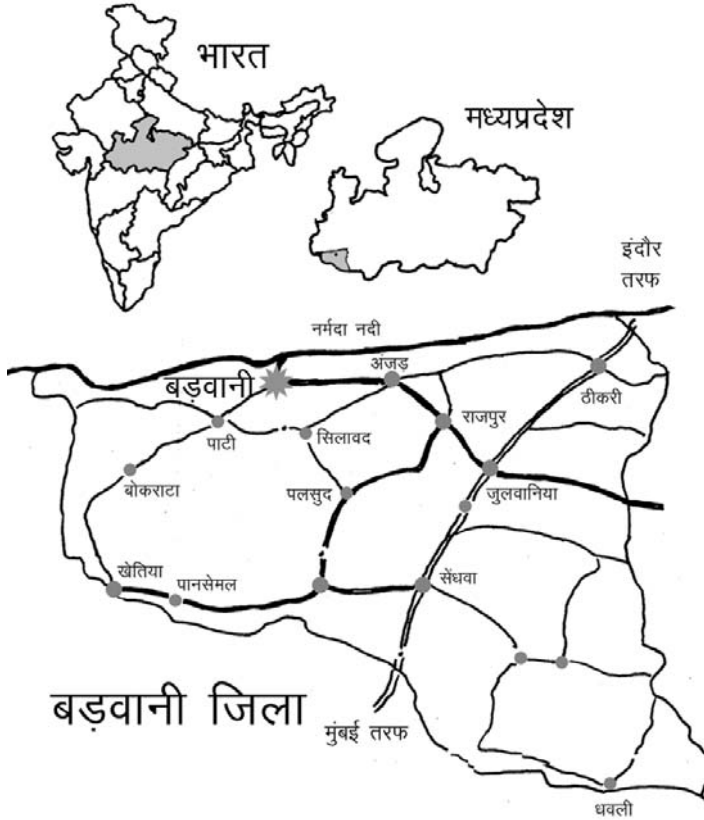 भारत
मध्यप्रदेश
इंदौर
तरफ
नर्मदा नदी
अंजड़
बड़वानी
ठीकरी
राजपुर
पाटी
सिलावद
बोकराटा
पलसुद
जुलवानिया
खेतिया
पानसेमल
सेंधवा
बड़वानी जिला
मुंबई तरफ
धवली